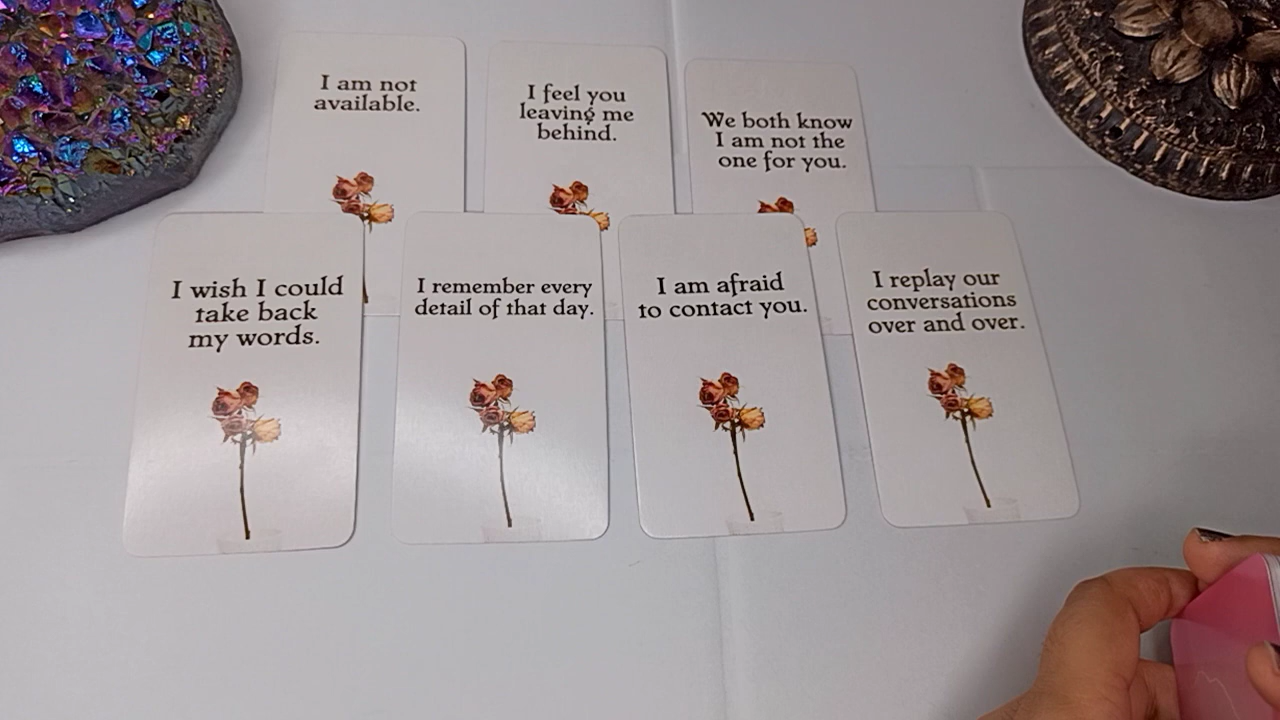 I am not
available.
I feel you
leaving me
behind.
We both know
I am not the
one for you.
I wish I could
take back
my words.
I remember every
detail of that day.
I am afraid
to contact you.
I replay our
conversations
over and over.